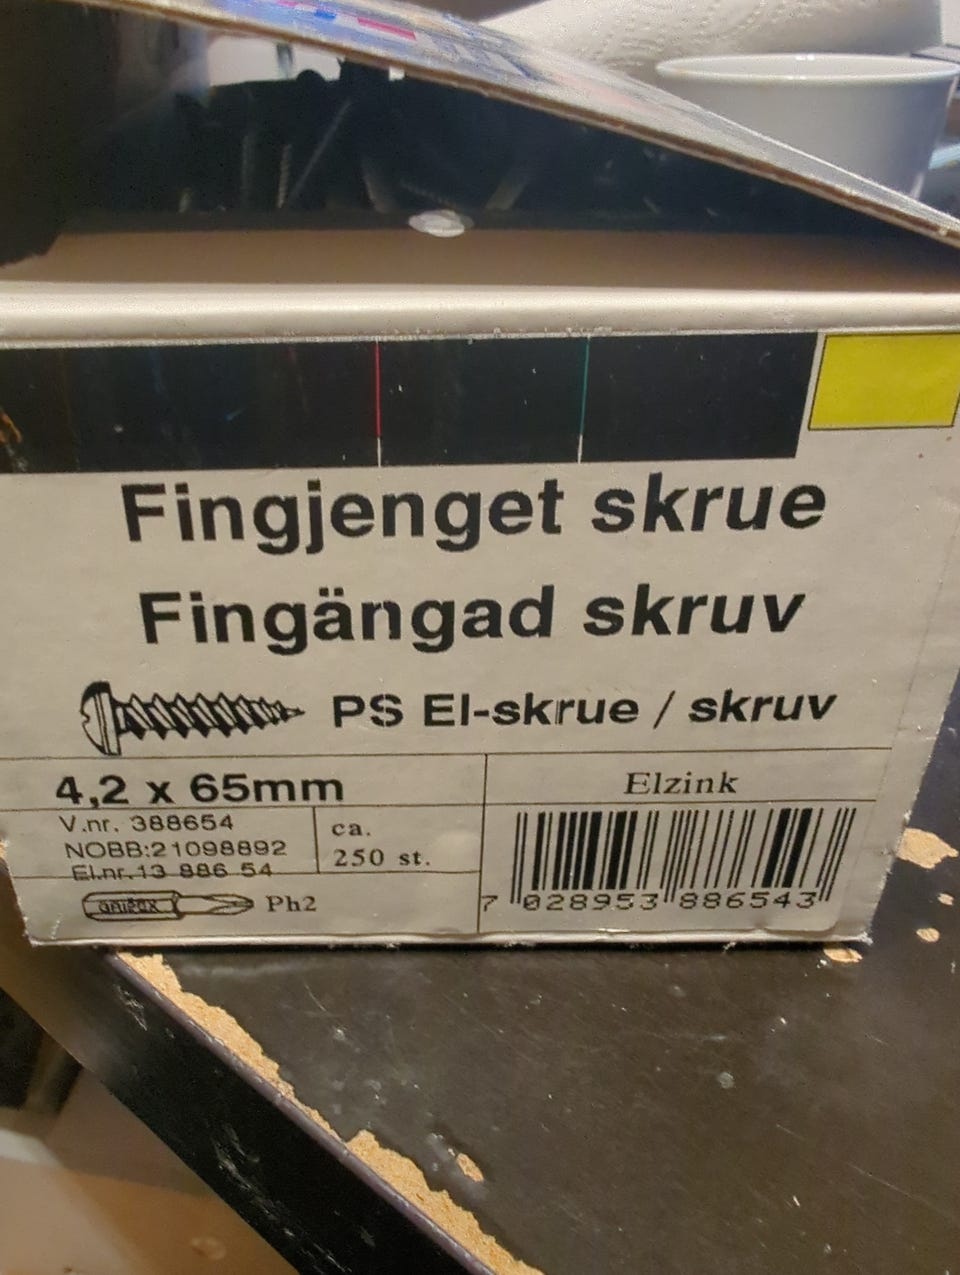 Fingjenget skrue
Fingängad skruv
PS El-skrue / skruv
4,2 x 65mm
Elzink
V.nr. 388654
NOBB:21098892
El.nr.13 886 54
ca.
250 st.
Ph2
7 028953 886543